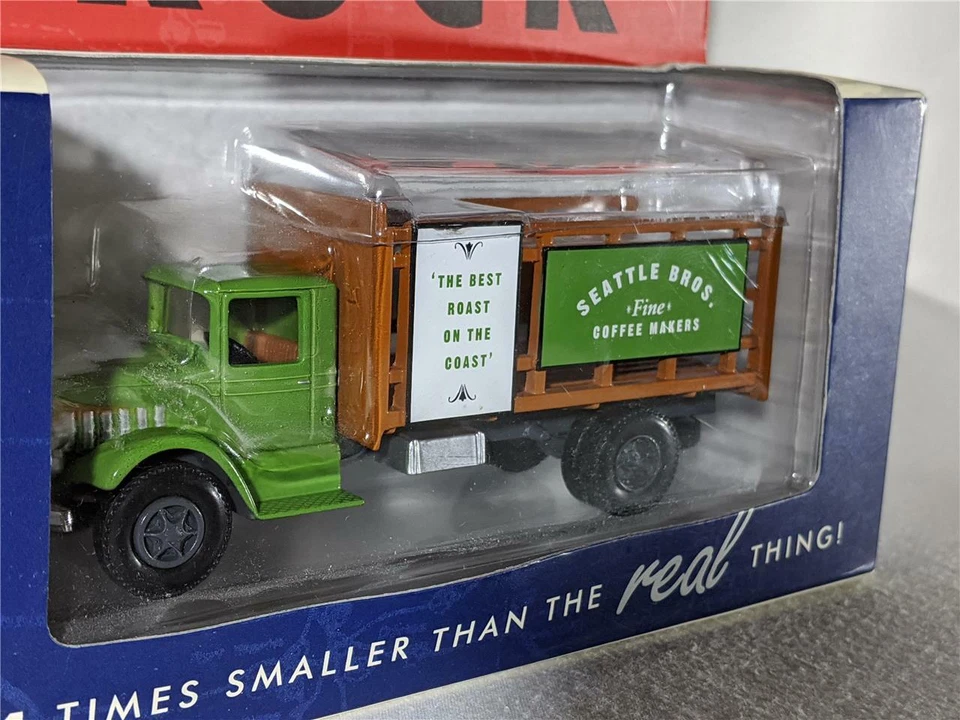 'THE BEST
ROAST
ON THE
COAST'
SEATTLE BROS.
Fine
COFFEE MAKERS
TIMES SMALLER THAN THE real THING!